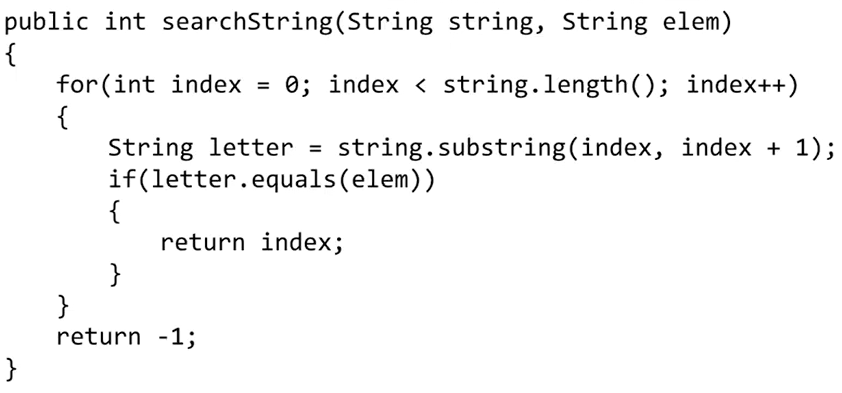 public int searchString(String string, String elem)
{
    for(int index = 0; index < string.length(); index++)
    {
        String letter = string.substring(index, index + 1);
        if(letter.equals(elem))
        {
            return index;
        }
    }
    return -1;
}